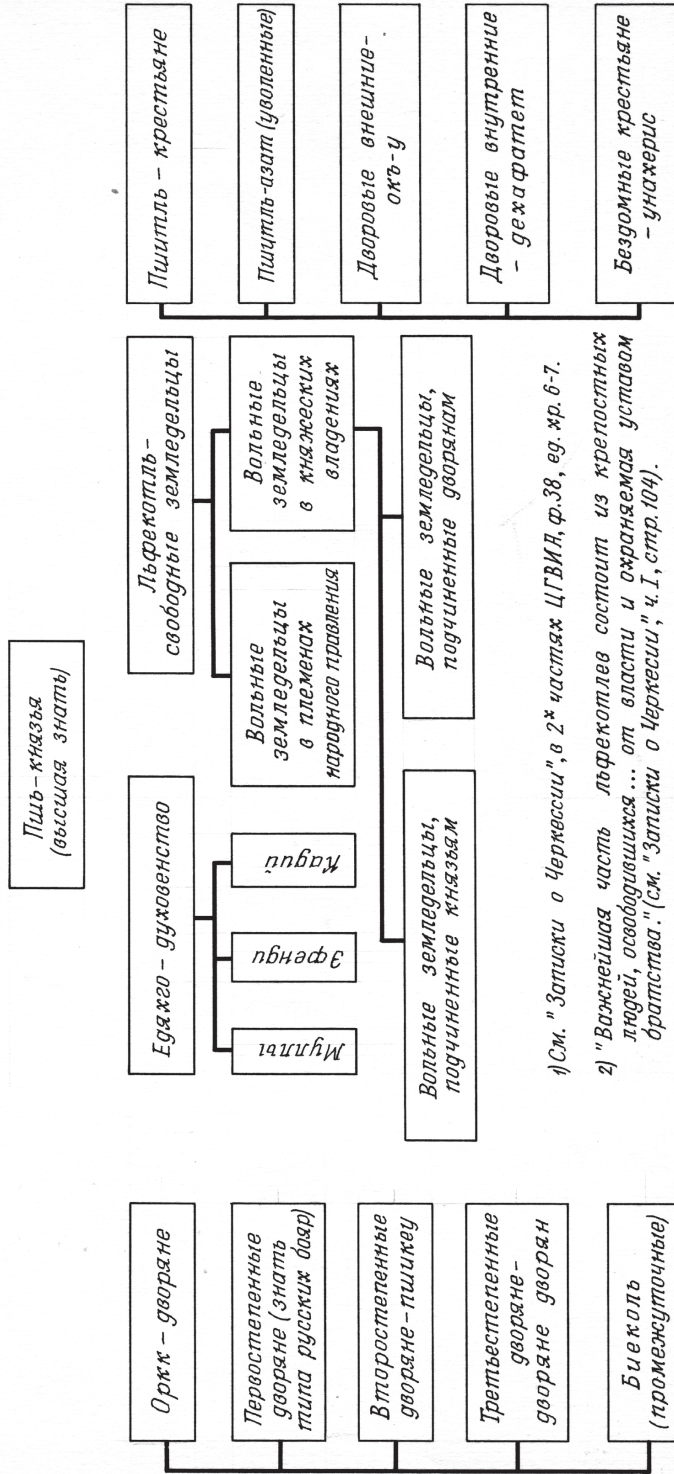 Пшь–князья
(высшая знать)
Оркк – дворяне
Первостепенные
дворяне (знать
типа русских бояр)
Второстепенные
дворяне–пшикеу
Третьестепенные
дворяне–
дворяне дворян
Биеколь
(промежуточные)
Едяхго – духовенство
Муллы
Эфенди
Кадий
Льфекотль–
свободные земледельцы
Вольные
земледельцы
в племенах
народного правления
Вольные
земледельцы
в княжеских
владениях
Вольные земледельцы,
подчиненные князьям
Вольные земледельцы,
подчиненные дворянам
Пшитль – крестьяне
Пшитль–азат (уволенные)
Дворовые внешние–
окъ–у
Дворовые внутренние
– дехафатет
Бездомные крестьяне
– унахерис
1) См. "Записки о Черкессии", в 2х частях ЦГВИА, ф.38, ед. хр. 6-7.
2) "Важнейшая часть льфекотлев состоит из крепостных
людей, освободившихся... от власти и охраняемая уставом
братства." (см. "Записки о Черкесии", ч. I, стр. 104).